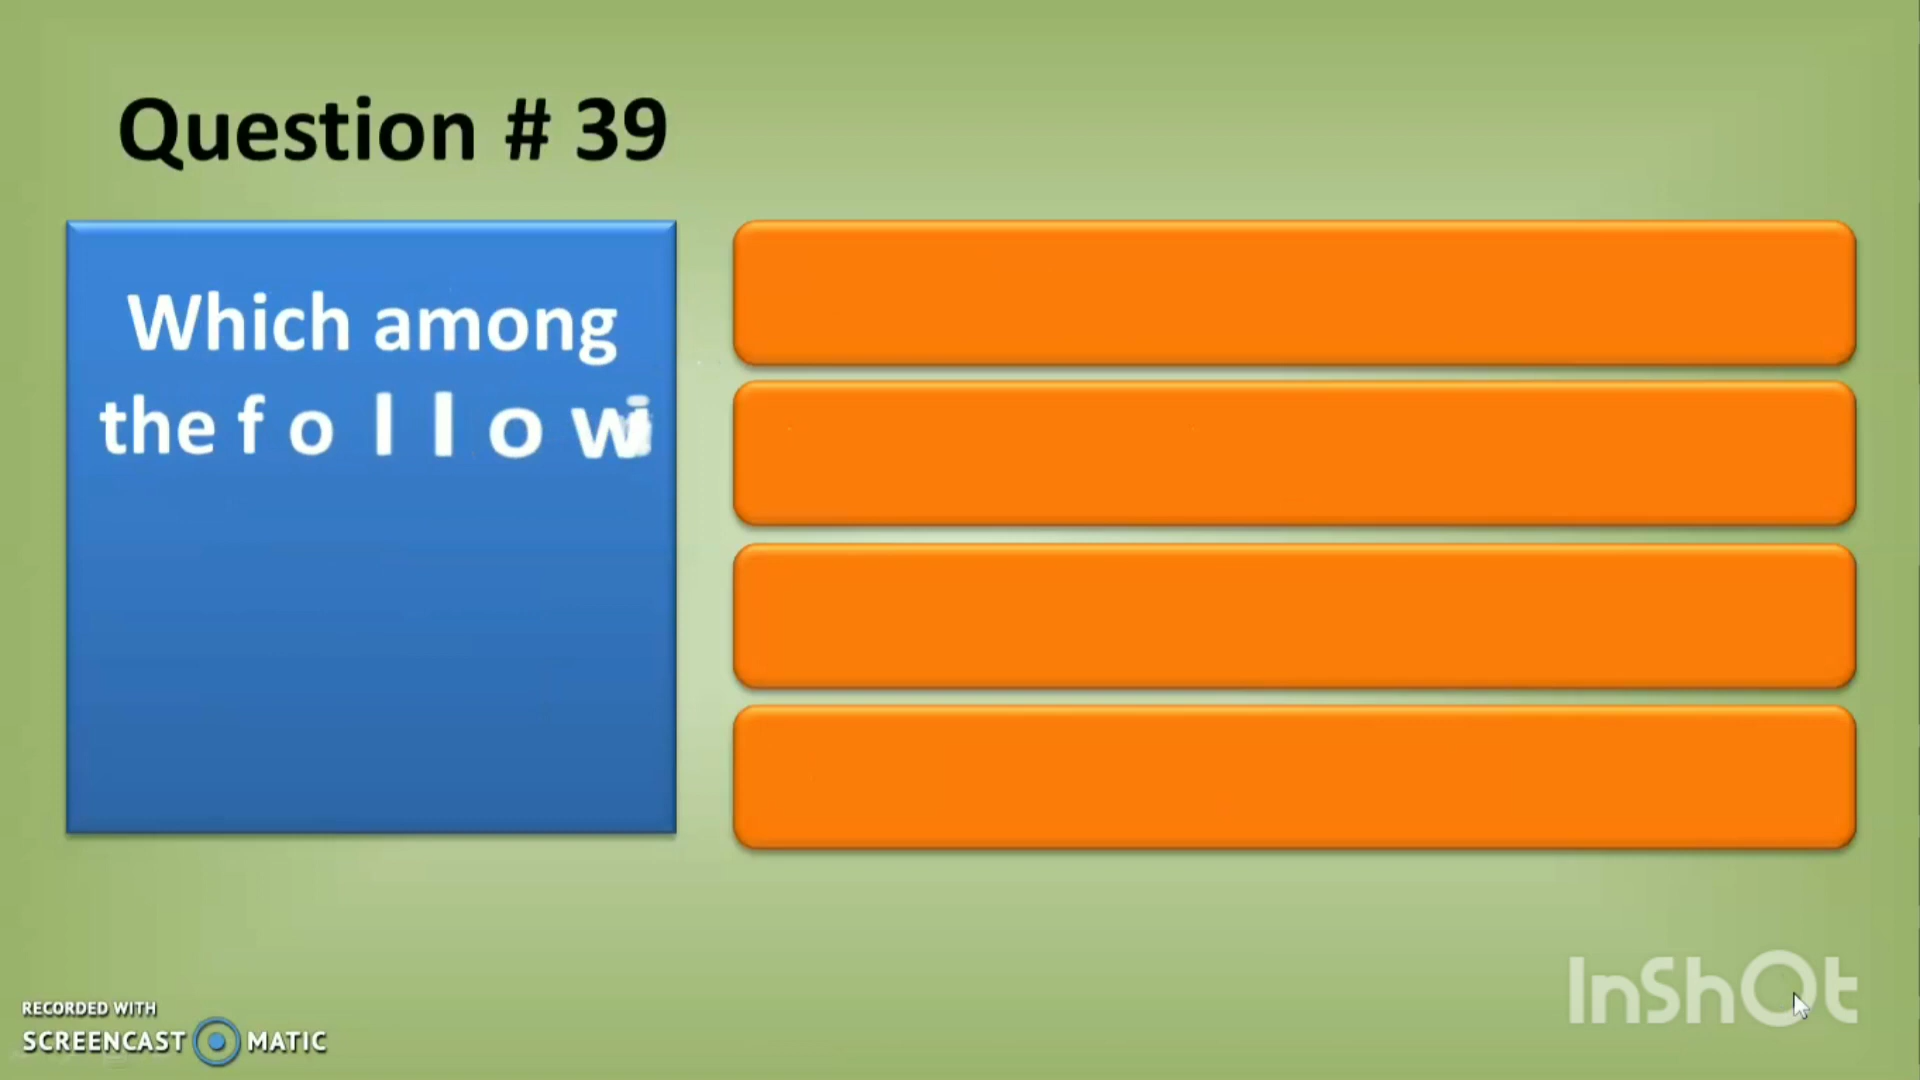 Question # 39
Which among
the f o l l o w i
RECORDED WITH
SCREENCAST MATIC
InShOt